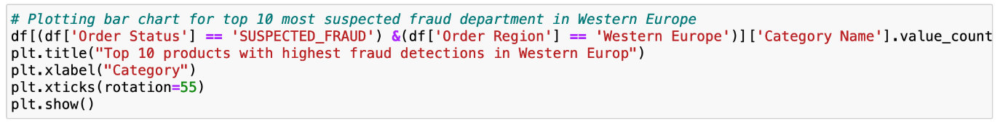 # Plotting bar chart for top 10 most suspected fraud department in Western Europe
df[(df['Order Status'] == 'SUSPECTED_FRAUD') &(df['Order Region'] == 'Western Europe')]['Category Name'].value_count
plt.title("Top 10 products with highest fraud detections in Western Europ")
plt.xlabel("Category")
plt.xticks(rotation=55)
plt.show()